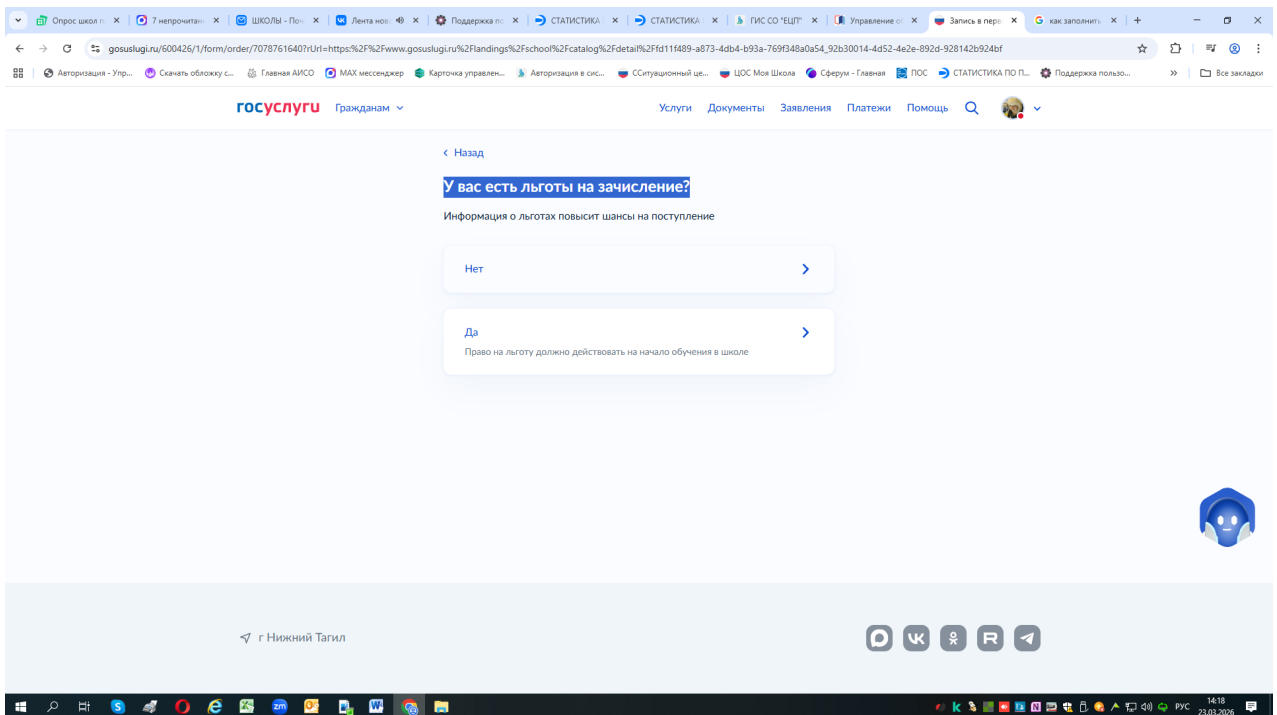 Опрос школ п
7 непрочитан
ШКОЛЫ - Поч
Лента нов
Поддержка по
СТАТИСТИКА
СТАТИСТИКА
ГИС СО "ЕЦП"
Управление об
Запись в перв
как заполнить
gosuslugi.ru/600426/1/form/order/7078761640?rUrl=https:%2F%2Fwww.gosuslugi.ru%2Flandings%2Fschool%2Fcatalog%2Fdetail%2Ffd11f489-a873-4db4-b93a-769f348a0a54_92b30014-4d52-4e2e-892d-928142b924bf
Авторизация - Упр...
Скачать обложку с...
Главная АИСО
MAX мессенджер
Карточка управлен...
Авторизация в сис...
ССитуационный це...
ЦОС Моя Школа
Сферум - Главная
ПОС
СТАТИСТИКА ПО П...
Поддержка пользо...
Все закладки
госуслуги
Гражданам
Услуги
Документы
Заявления
Платежи
Помощь
Назад
У вас есть льготы на зачисление?
Информация о льготах повысит шансы на поступление
Нет
Да
Право на льготу должно действовать на начало обучения в школе
г Нижний Тагил
РУС
14:18
23.03.2026